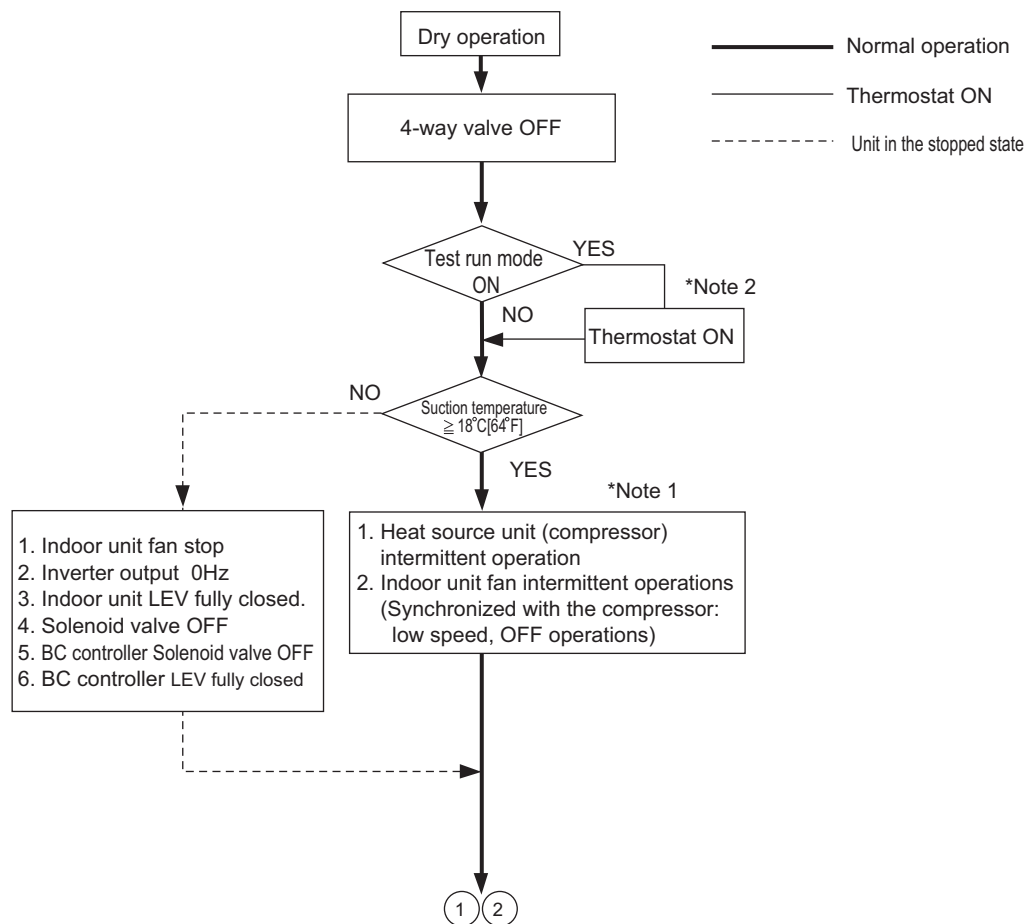 Dry operation
Normal operation
Thermostat ON
Unit in the stopped state
4-way valve OFF
Test run mode
ON
YES
*Note 2
NO
Thermostat ON
NO
Suction temperature
≧ 18°C[64°F]
YES
*Note 1
1. Indoor unit fan stop
2. Inverter output 0Hz
3. Indoor unit LEV fully closed.
4. Solenoid valve OFF
5. BC controller Solenoid valve OFF
6. BC controller LEV fully closed
1. Heat source unit (compressor)
intermittent operation
2. Indoor unit fan intermittent operations
(Synchronized with the compressor:
low speed, OFF operations)
1 2